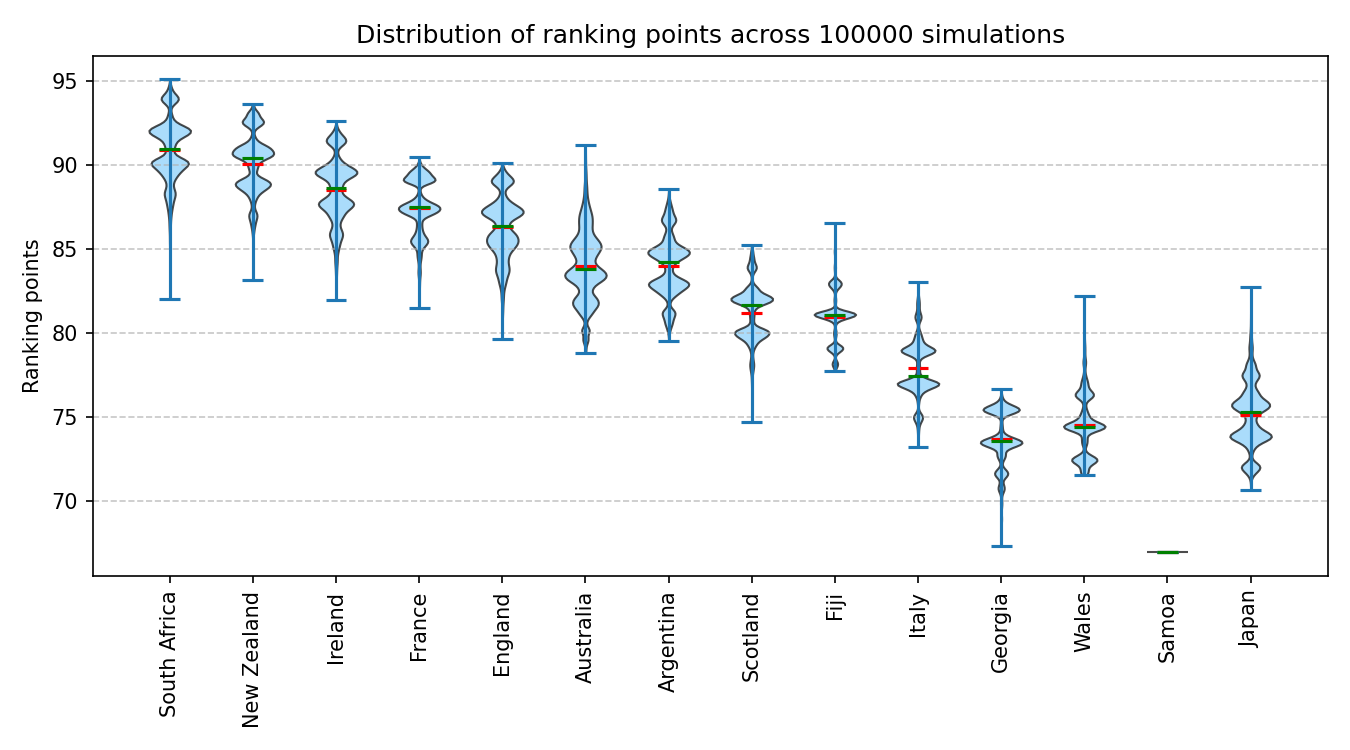 Distribution of ranking points across 100000 simulations
Ranking points
95
90
85
80
75
70
South Africa
New Zealand
Ireland
France
England
Australia
Argentina
Scotland
Fiji
Italy
Georgia
Wales
Samoa
Japan